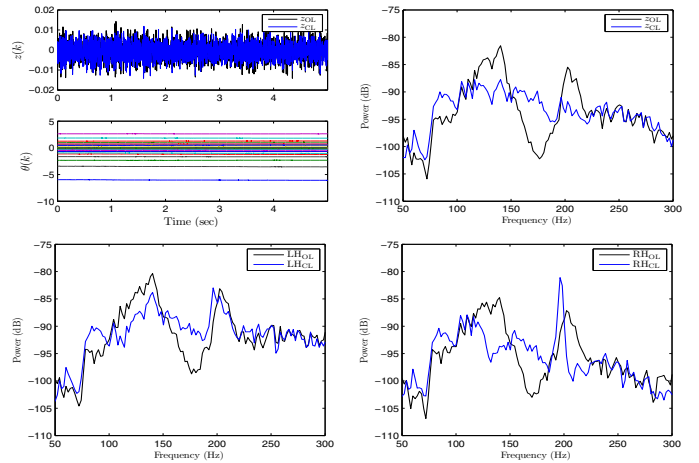 0.02
0.01
0
−0.01
−0.02
z(k)
z_OL
z_CL
0 1 2 3 4
5
0
−5
−10
θ(k)
0 1 2 3 4
Time (sec)
−75
−80
−85
−90
−95
−100
−105
−110
Power (dB)
z_OL
z_CL
50 100 150 200 250 300
Frequency (Hz)
−75
−80
−85
−90
−95
−100
−105
−110
Power (dB)
LH_OL
LH_CL
50 100 150 200 250 300
Frequency (Hz)
−75
−80
−85
−90
−95
−100
−105
−110
Power (dB)
RH_OL
RH_CL
50 100 150 200 250 300
Frequency (Hz)